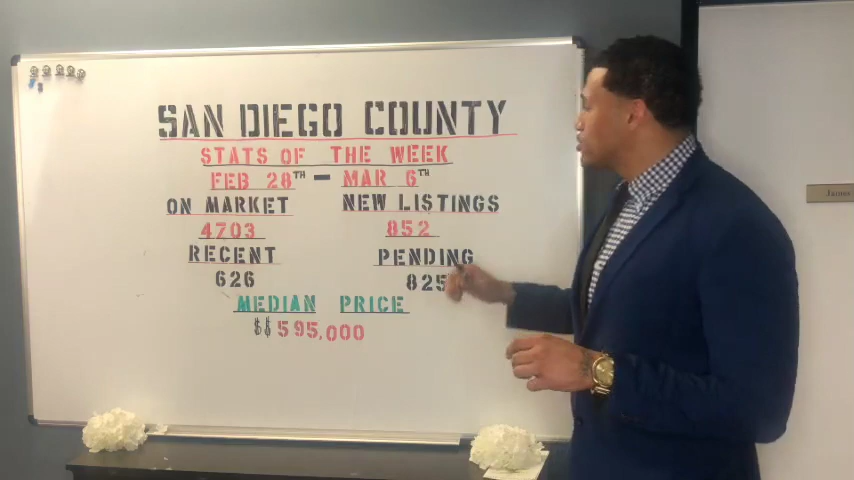 SAN DIEGO COUNTY
STATS OF THE WEEK
FEB 28TH - MAR 6TH
ON MARKET NEW LISTINGS
4703 852
RECENT PENDING
626 825
MEDIAN PRICE
$595,000
James